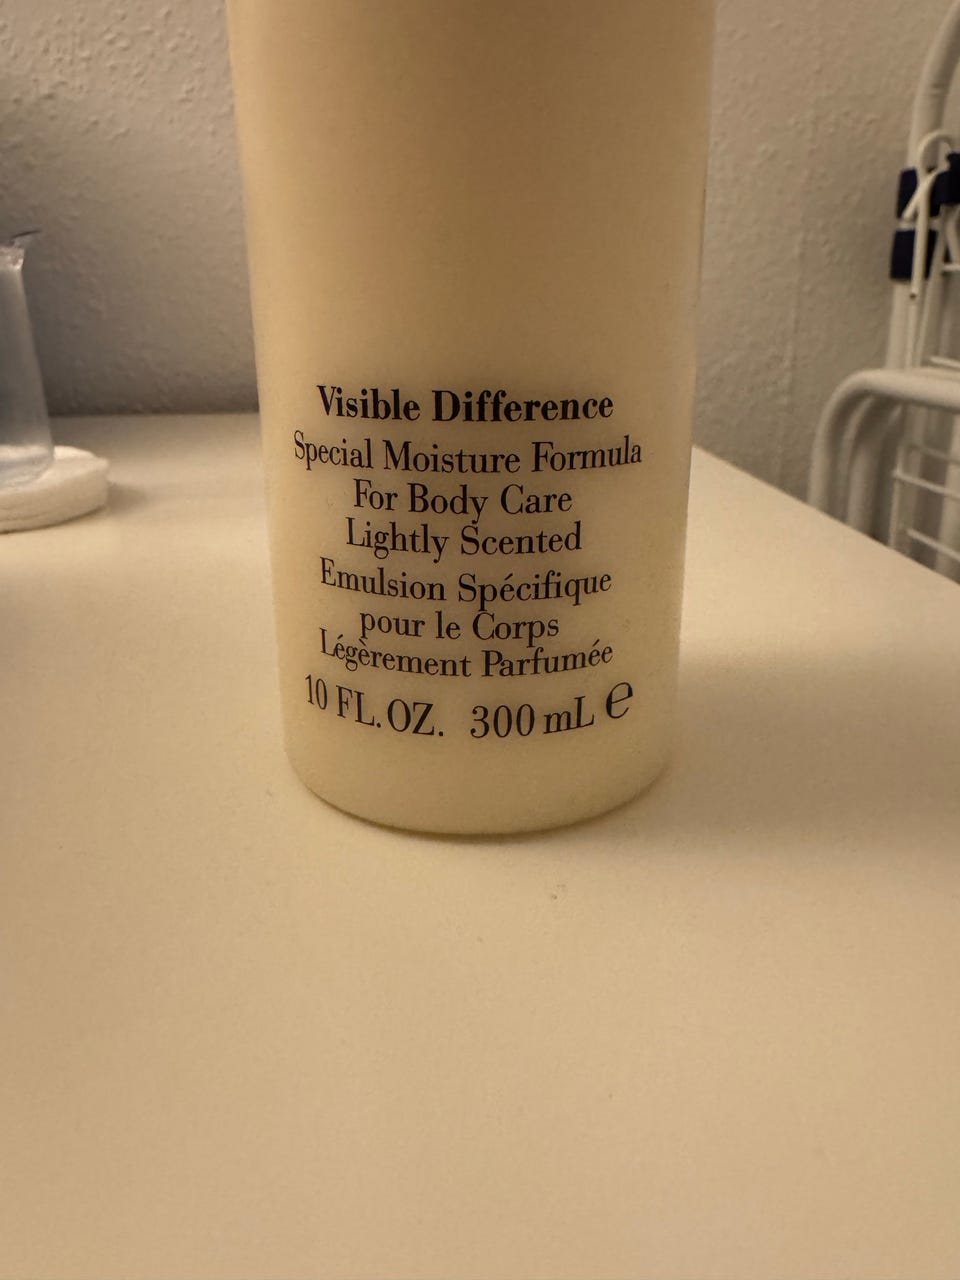 Visible Difference
Special Moisture Formula
For Body Care
Lightly Scented
Emulsion Spécifique
pour le Corps
Légèrement Parfumée
10 FL.OZ. 300 mL e